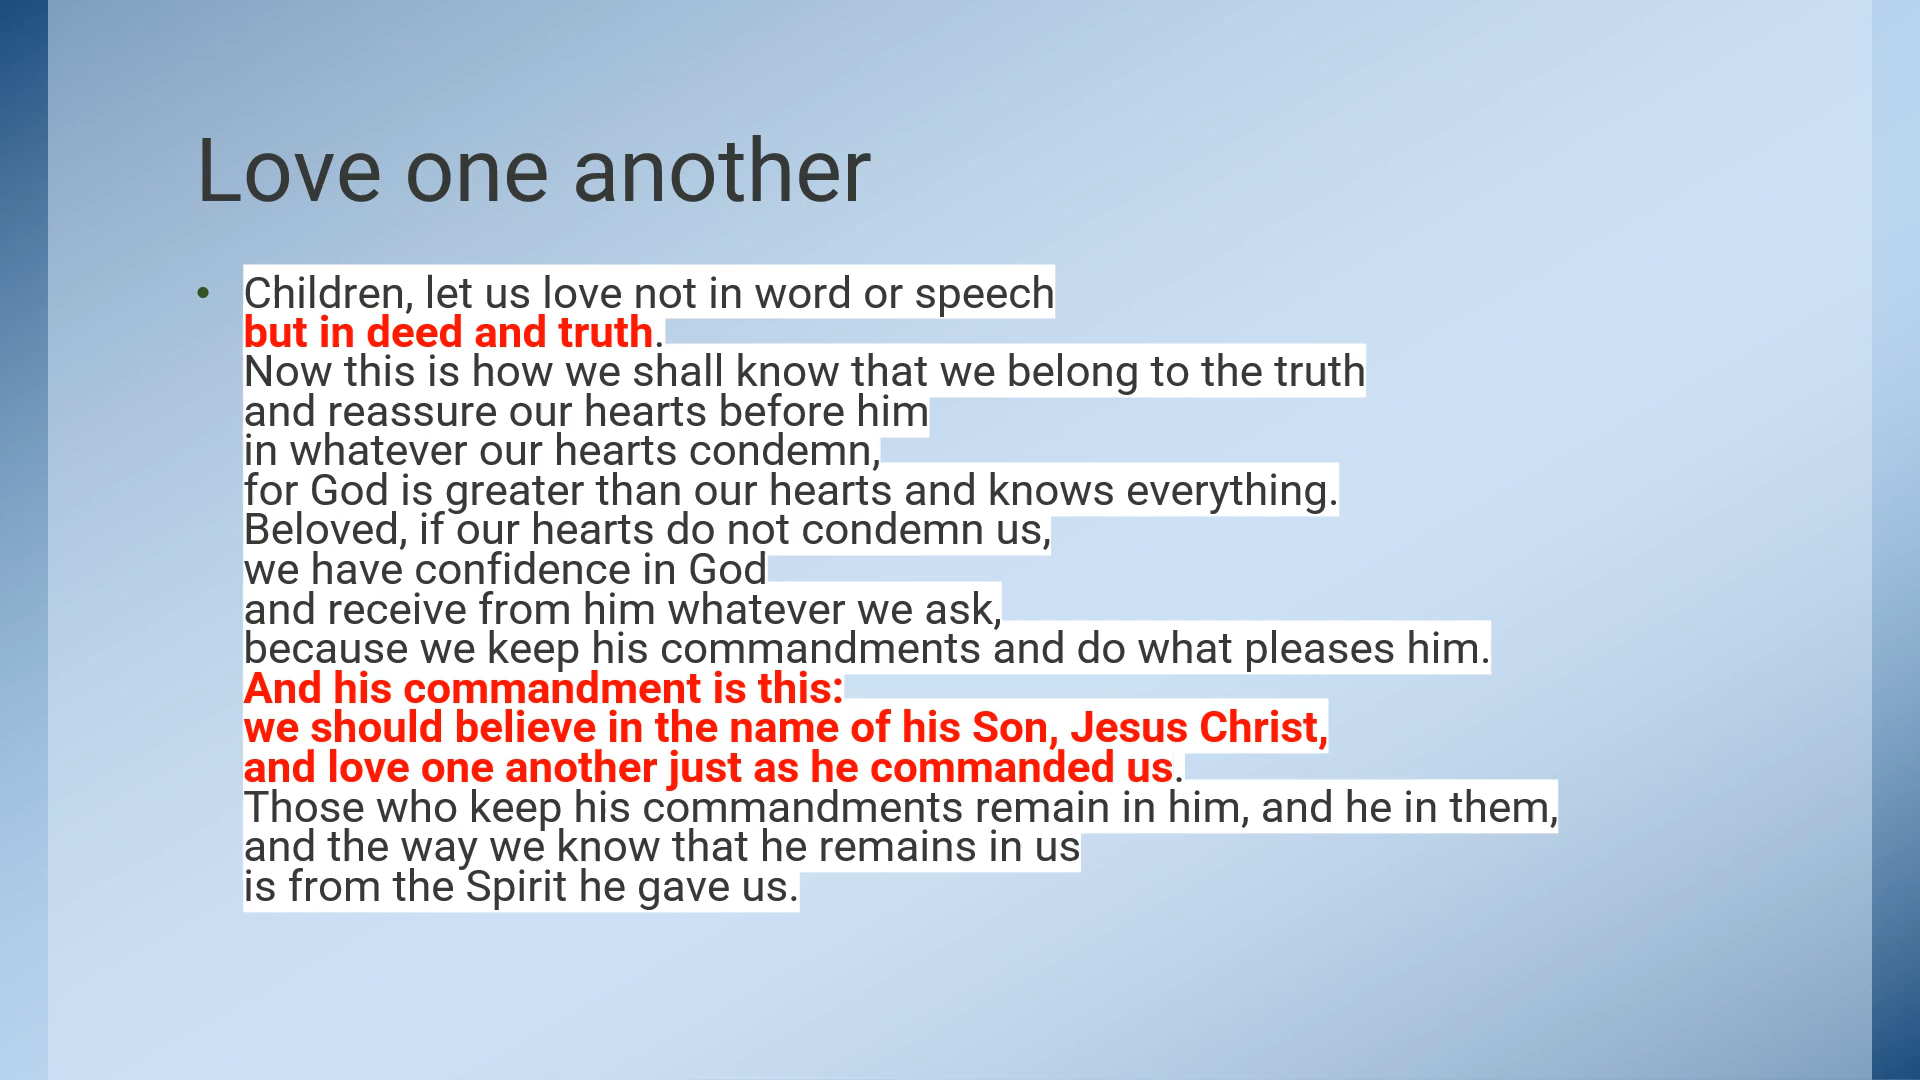 Love one another
• Children, let us love not in word or speech
but in deed and truth.
Now this is how we shall know that we belong to the truth
and reassure our hearts before him
in whatever our hearts condemn,
for God is greater than our hearts and knows everything.
Beloved, if our hearts do not condemn us,
we have confidence in God
and receive from him whatever we ask,
because we keep his commandments and do what pleases him.
And his commandment is this:
we should believe in the name of his Son, Jesus Christ,
and love one another just as he commanded us.
Those who keep his commandments remain in him, and he in them,
and the way we know that he remains in us
is from the Spirit he gave us.